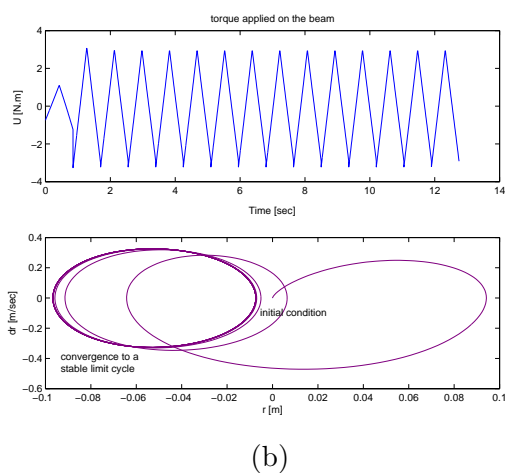 torque applied on the beam
4
2
0
−2
−4
U [N.m]
0 2 4 6 8 10 12 14
Time [sec]
0.4
0.2
0
−0.2
−0.4
−0.6
dr [m/sec]
initial condition
convergence to a
stable limit cycle
−0.1 −0.08 −0.06 −0.04 −0.02 0 0.02 0.04 0.06 0.08 0.1
r [m]
(b)